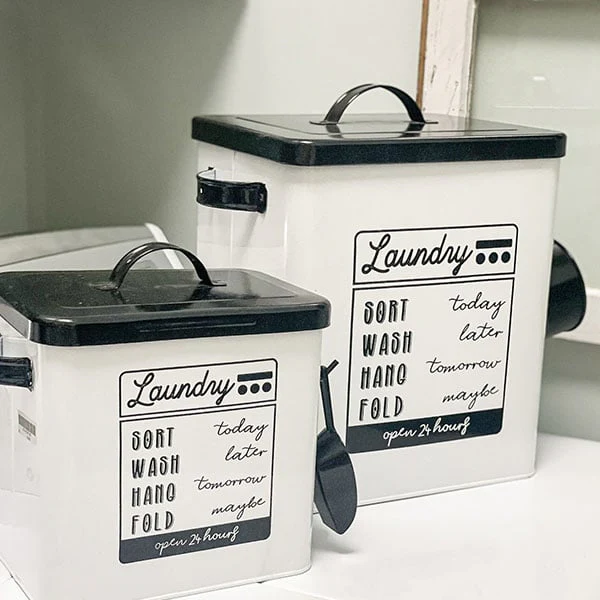 Laundry
SORT today
WASH later
HANG tomorrow
FOLD maybe
open 24 hours
Laundry
SORT today
WASH later
HANG tomorrow
FOLD maybe
open 24 hours